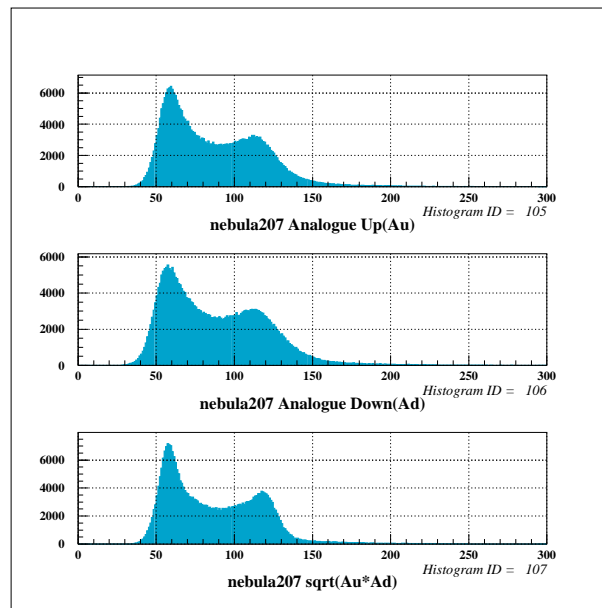 6000
4000
2000
0
0 50 100 150 200 250 300
Histogram ID = 105
nebula207 Analogue Up(Au)
6000
4000
2000
0
0 50 100 150 200 250 300
Histogram ID = 106
nebula207 Analogue Down(Ad)
6000
4000
2000
0
0 50 100 150 200 250 300
Histogram ID = 107
nebula207 sqrt(Au*Ad)